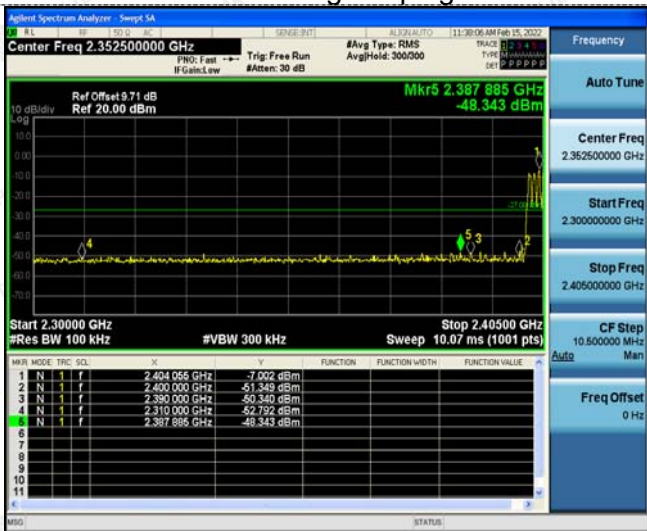 Agilent Spectrum Analyzer - Swept SA
RL RF 50 Ω AC SENSE:INT ALIGNAUTO 11:38:06 AM Feb 15, 2022
Center Freq 2.352500000 GHz
PNO: Fast
IFGain:Low
Trig: Free Run
#Atten: 30 dB
#Avg Type: RMS
Avg|Hold: 300/300
TRACE 1 2 3 4 5 6
TYPE
DET P P P P P P
Frequency
Auto Tune
Ref Offset 9.71 dB
Ref 20.00 dBm
10 dB/div
Log
Mkr5 2.387 885 GHz
-48.343 dBm
10.0
0.00
-10.0
-20.0
-30.0
-40.0
-50.0
-60.0
-70.0
1
2
3
4
5
Center Freq
2.352500000 GHz
Start Freq
2.300000000 GHz
Stop Freq
2.405000000 GHz
CF Step
10.500000 MHz
Auto Man
Freq Offset
0 Hz
Start 2.30000 GHz Stop 2.40500 GHz
#Res BW 100 kHz #VBW 300 kHz Sweep 10.07 ms (1001 pts)
MKR MODE TRC SCL X Y FUNCTION FUNCTION WIDTH FUNCTION VALUE
1 N 1 f 2.404 055 GHz -7.002 dBm
2 N 1 f 2.400 000 GHz -51.349 dBm
3 N 1 f 2.390 000 GHz -50.340 dBm
4 N 1 f 2.310 000 GHz -52.792 dBm
5 N 1 f 2.387 885 GHz -48.343 dBm
6
7
8
9
10
11
MSG STATUS